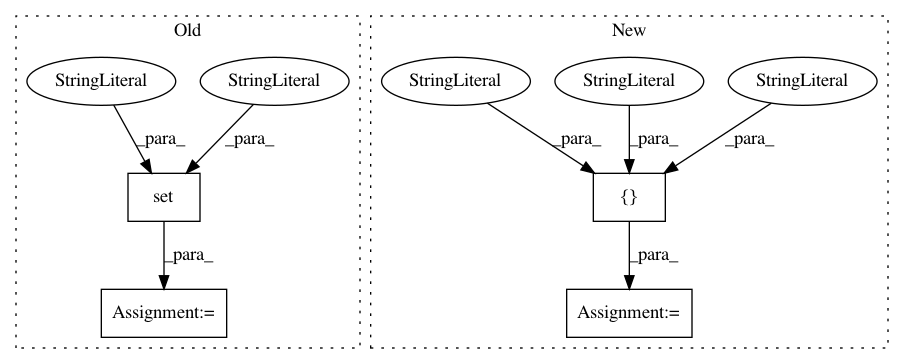 Old
New
StringLiteral
StringLiteral
StringLiteral
StringLiteral
StringLiteral
_para_
_para_
_para_
_para_
_para_
set
{}
_para_
_para_
Assignment:=
Assignment:=